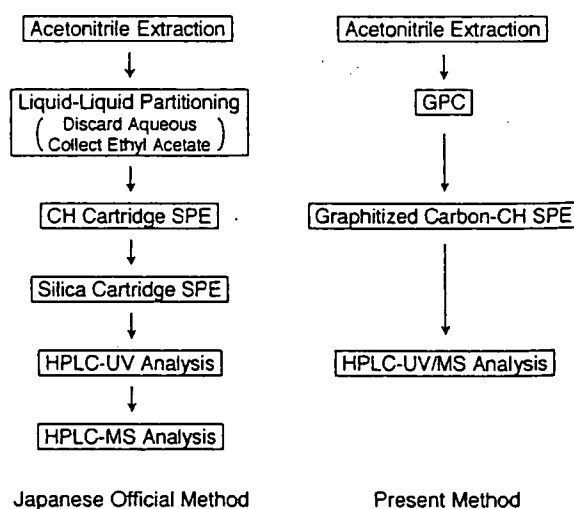 Acetonitrile Extraction
Liquid-Liquid Partitioning
( Discard Aqueous
Collect Ethyl Acetate )
CH Cartridge SPE
Silica Cartridge SPE
HPLC-UV Analysis
HPLC-MS Analysis
Japanese Official Method
Acetonitrile Extraction
GPC
Graphitized Carbon-CH SPE
HPLC-UV/MS Analysis
Present Method